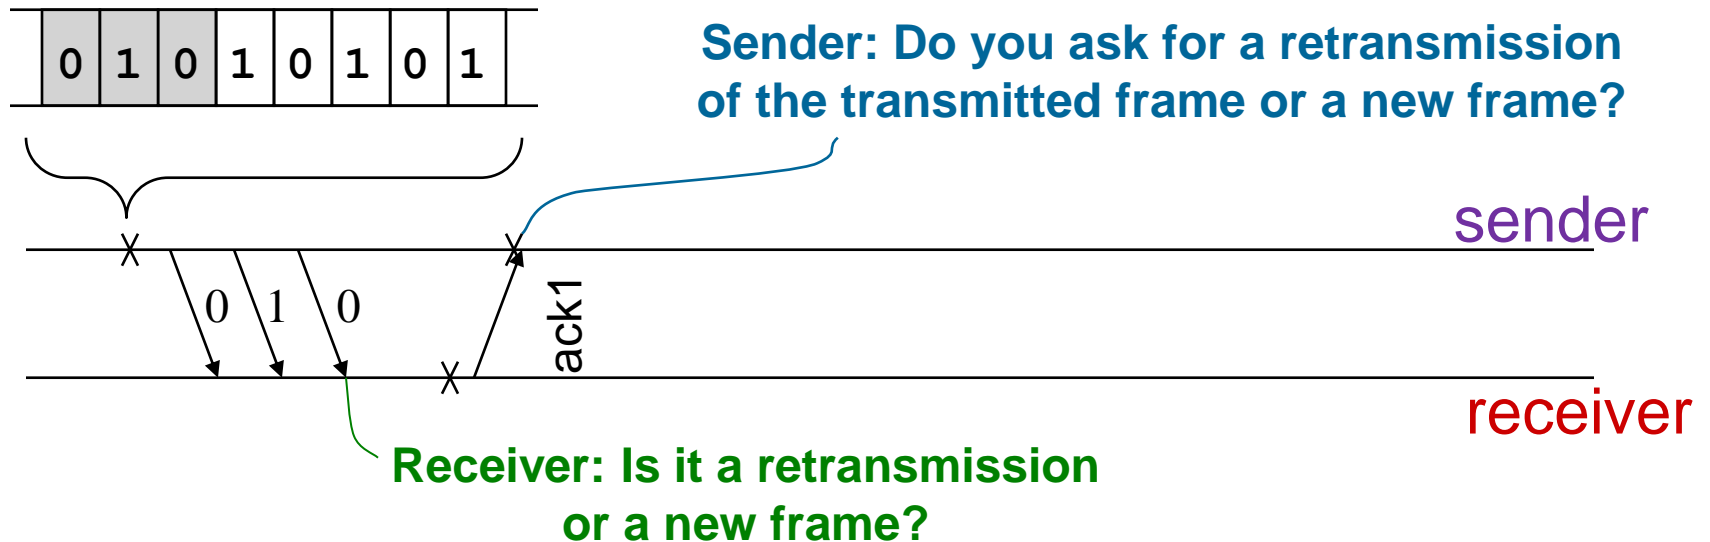 0 1 0 1 0 1 0 1
Sender: Do you ask for a retransmission
of the transmitted frame or a new frame?
sender
0 1 0
ack1
receiver
Receiver: Is it a retransmission
or a new frame?